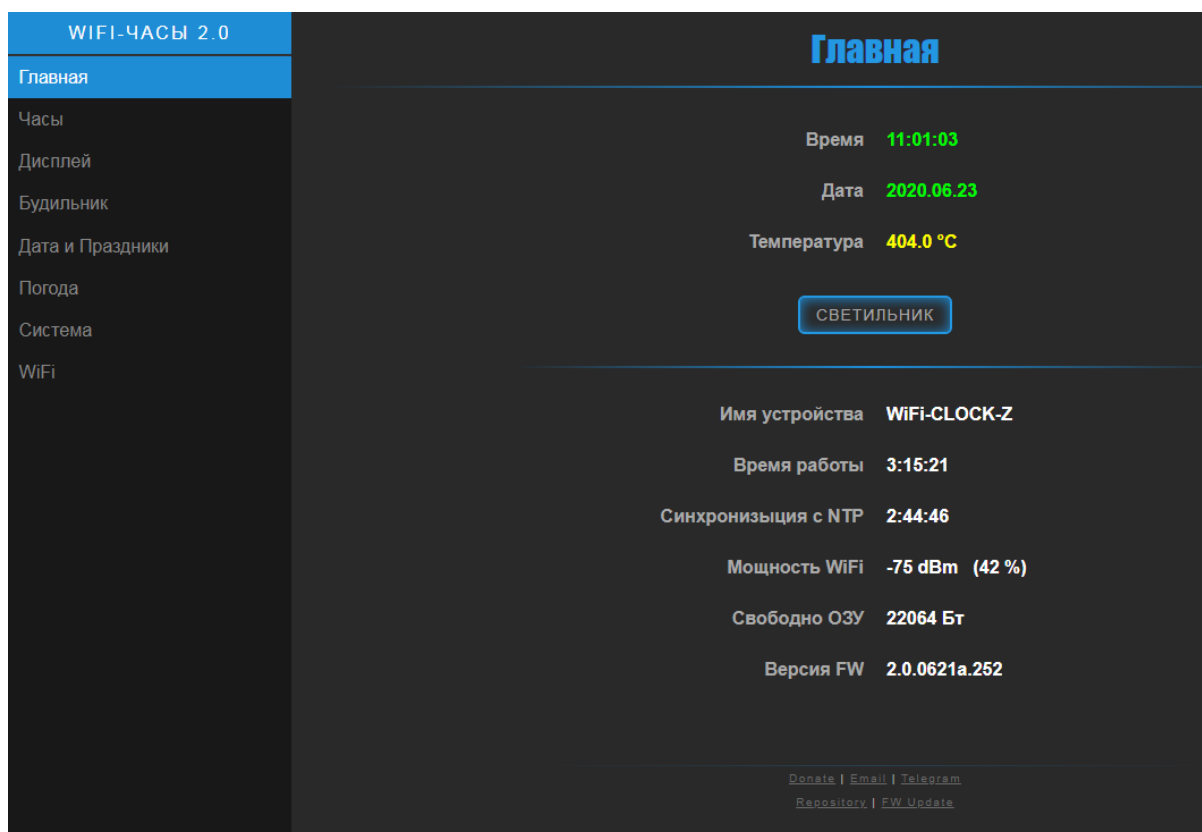 WIFI-ЧАСЫ 2.0
Главная
Часы
Дисплей
Будильник
Дата и Праздники
Погода
Система
WiFi
Главная
Время 11:01:03
Дата 2020.06.23
Температура 404.0 °C
СВЕТИЛЬНИК
Имя устройства WiFi-CLOCK-Z
Время работы 3:15:21
Синхронизыция с NTP 2:44:46
Мощность WiFi -75 dBm (42 %)
Свободно ОЗУ 22064 Бт
Версия FW 2.0.0621a.252
Donate | Email | Telegram
Repository | FW Update